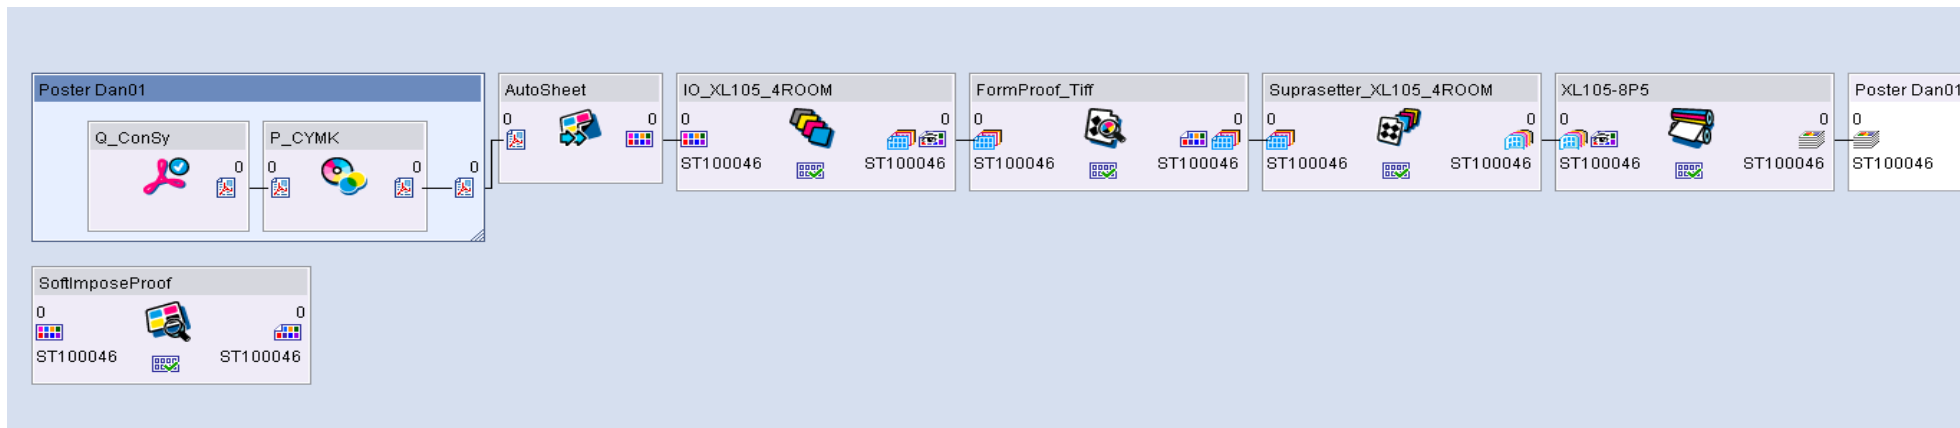 Poster Dan01
Q_ConSy
0
P_CYMK
0
0
0
AutoSheet
0
0
IO_XL105_4ROOM
0
0
ST100046
ST100046
FormProof_Tiff
0
0
ST100046
ST100046
Suprasetter_XL105_4ROOM
0
0
ST100046
ST100046
XL105-8P5
0
0
ST100046
ST100046
Poster Dan01
0
ST100046
SoftImposeProof
0
0
ST100046
ST100046